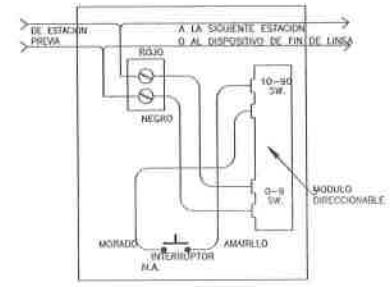 DE ESTACION
PREVIA
A LA SIGUIENTE ESTACION
O AL DISPOSITIVO DE FIN DE LINEA
ROJO
NEGRO
10-90
SW.
0-9
SW.
MODULO
DIRECCIONABLE
MORADO
AMARILLO
INTERRUPTOR
N.A.